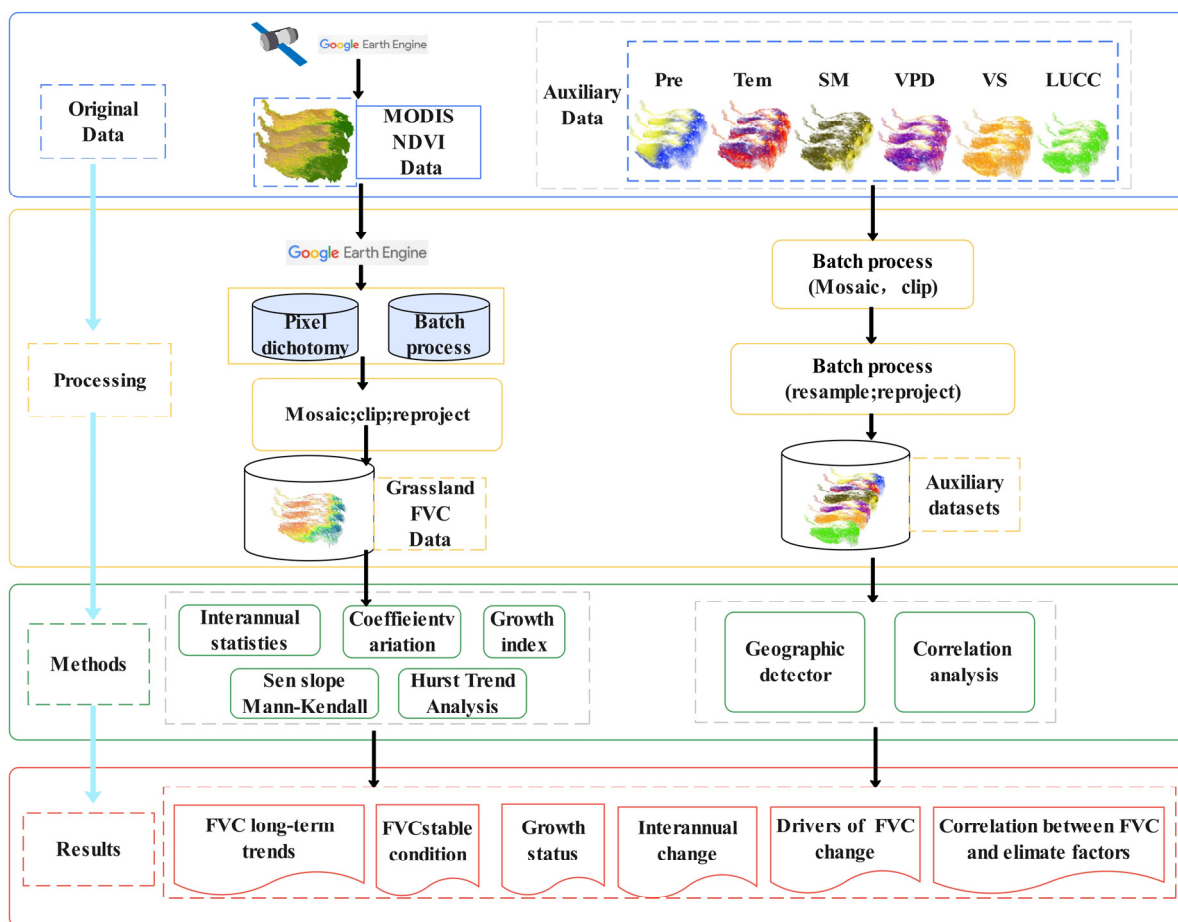 Google Earth Engine
Original
Data
MODIS
NDVI
Data
Auxiliary
Data
Pre
Tem
SM
VPD
VS
LUCC
Processing
Google Earth Engine
Pixel
dichotomy
Batch
process
Mosaic;clip;reproject
Grassland
FVC
Data
Batch process
(Mosaic， clip)
Batch process
(resample;reproject)
Auxiliary
datasets
Methods
Interannual
statisties
Coeffieientv
ariation
Growth
index
Sen slope
Mann-Kendall
Hurst Trend
Analysis
Geographic
detector
Correlation
analysis
Results
FVC long-term
trends
FVCstable
condition
Growth
status
Interannual
change
Drivers of FVC
change
Correlation between FVC
and elimate factors